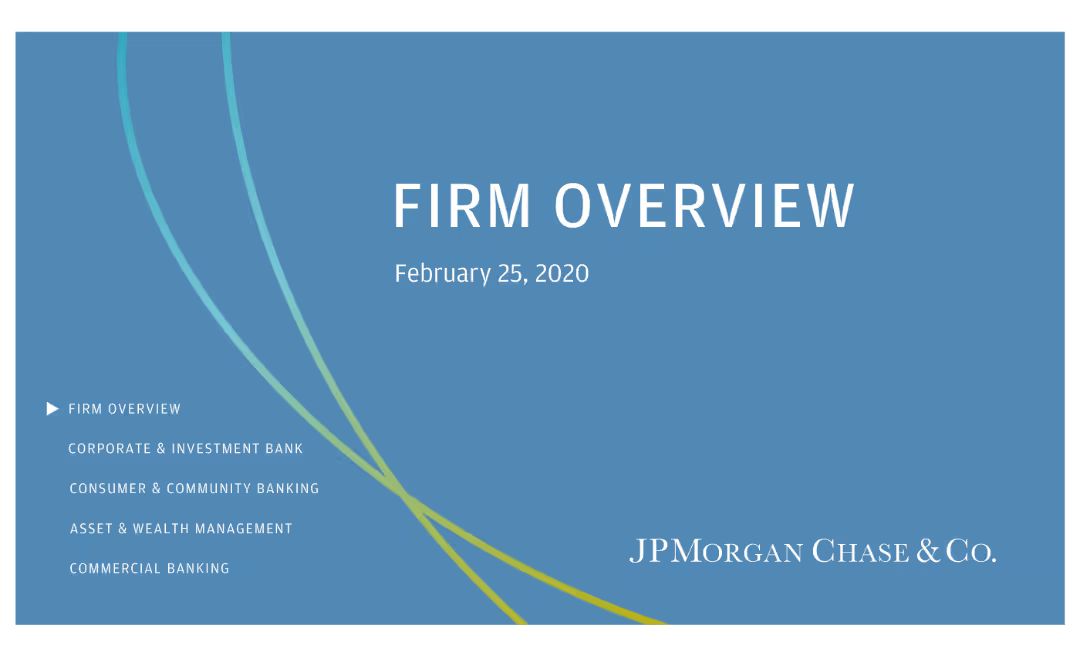 FIRM OVERVIEW
February 25, 2020
FIRM OVERVIEW
CORPORATE & INVESTMENT BANK
CONSUMER & COMMUNITY BANKING
ASSET & WEALTH MANAGEMENT
COMMERCIAL BANKING
JPMORGAN CHASE & CO.